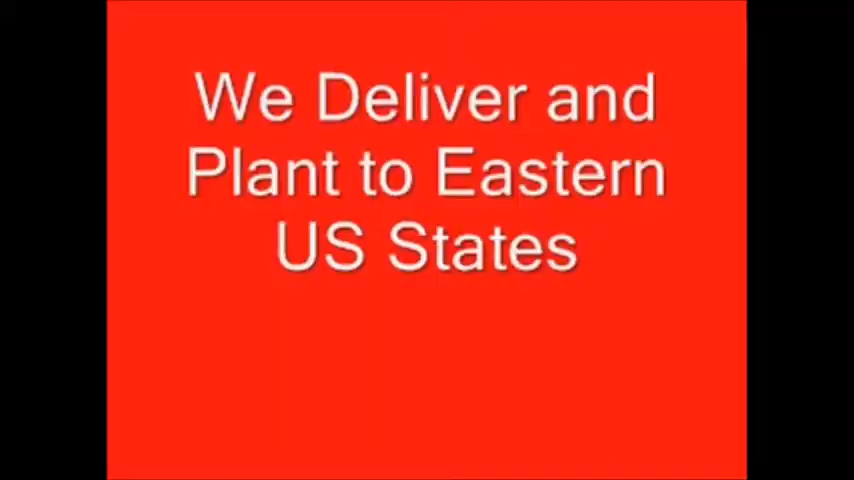 We Deliver and
Plant to Eastern
US States